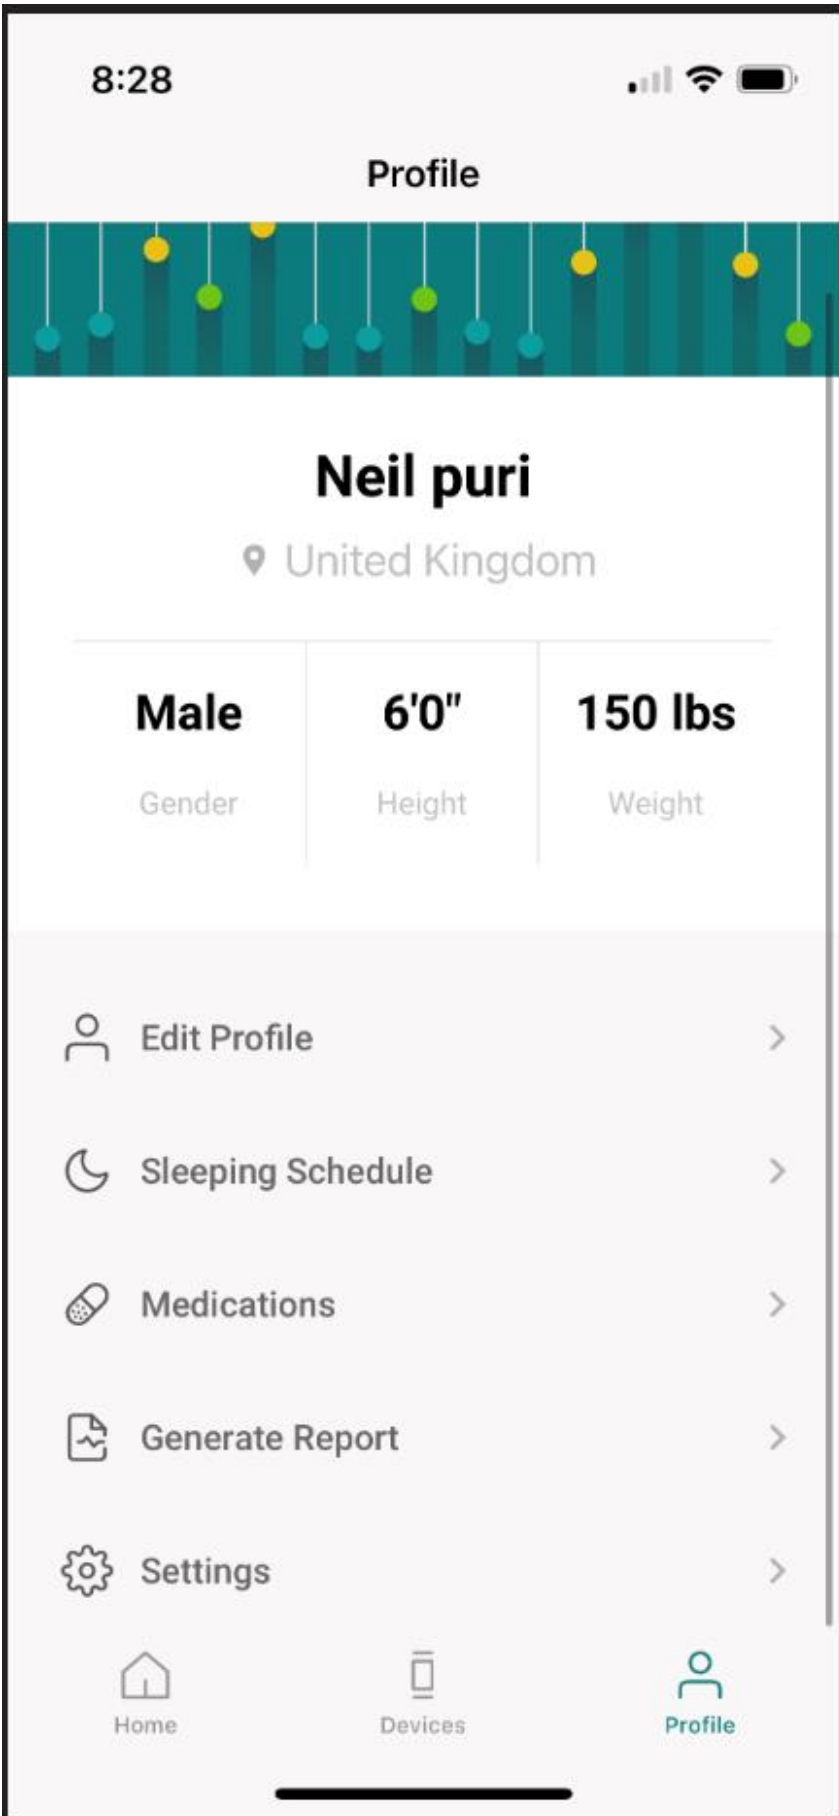 8:28
Profile
Neil puri
United Kingdom
Male 6'0" 150 lbs
Gender Height Weight
Edit Profile
Sleeping Schedule
Medications
Generate Report
Settings
Home Devices Profile